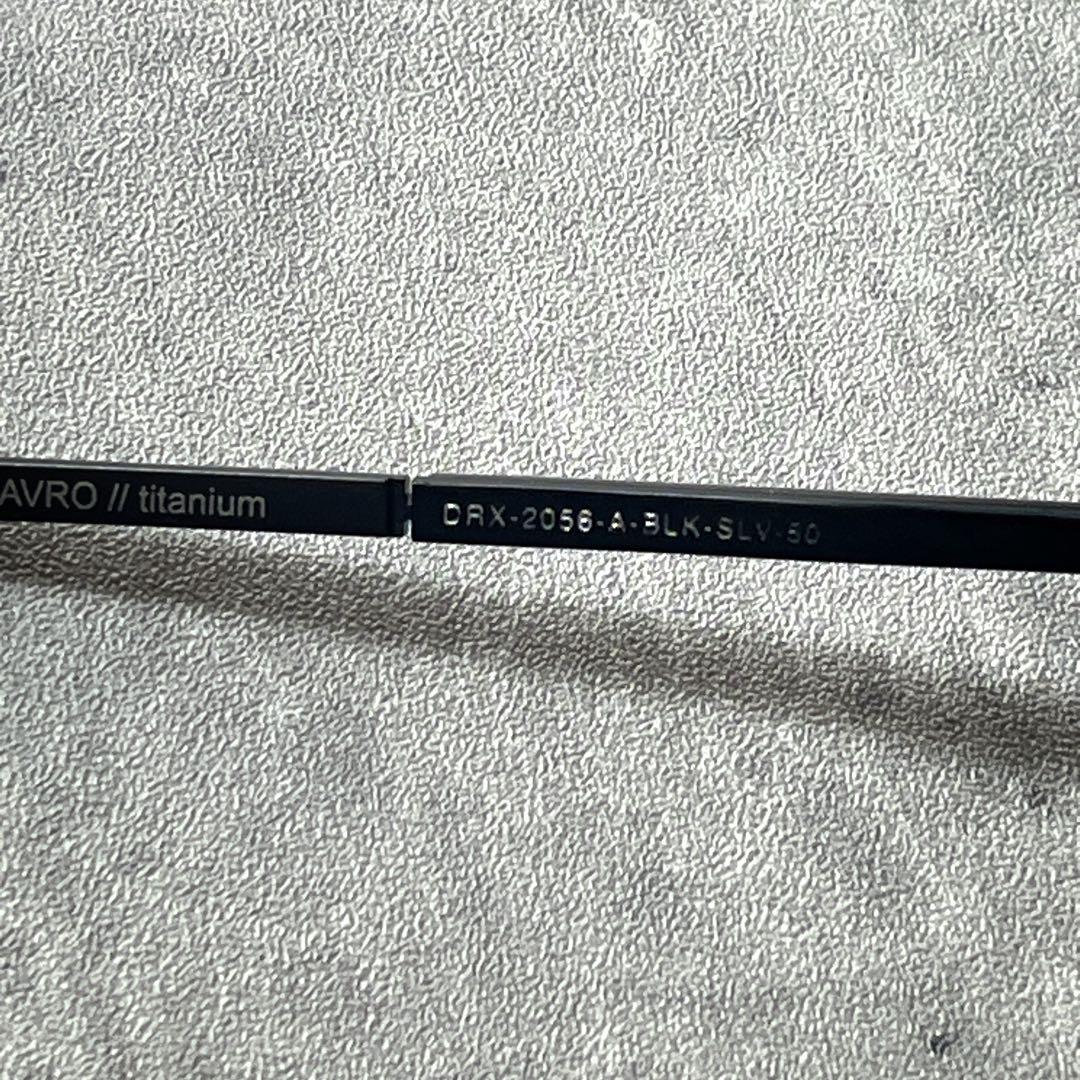 AVRO // titanium
DRX-2056-A-BLK-SLV-50